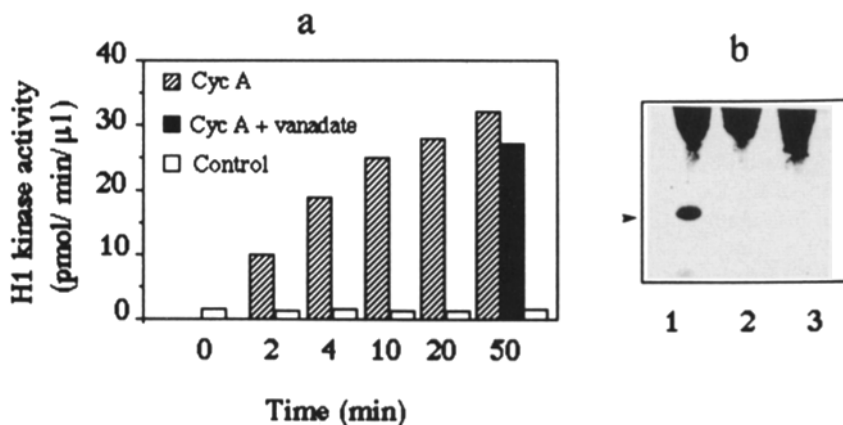 a
H1 kinase activity
(pmol/ min/ µl)
40
30
20
10
0
Cyc A
Cyc A + vanadate
Control
0 2 4 10 20 50
Time (min)
b
1 2 3